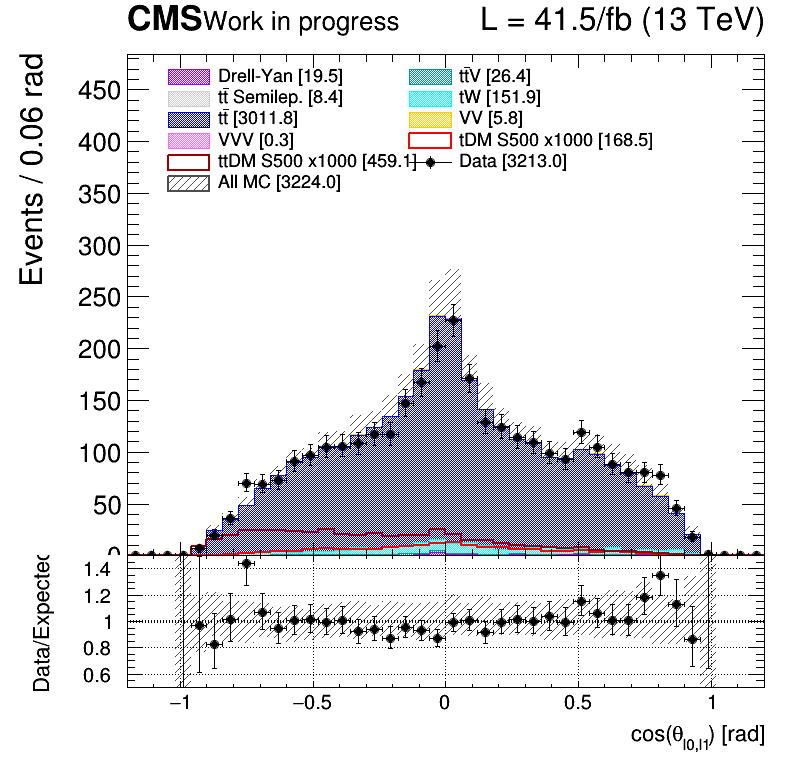 CMS Work in progress L = 41.5/fb (13 TeV)
Events / 0.06 rad
450
400
350
300
250
200
150
100
50
0
Drell-Yan [19.5] tt̄V [26.4]
tt̄ Semilep. [8.4] tW [151.9]
tt̄ [3011.8] VV [5.8]
VVV [0.3] tDM S500 x1000 [168.5]
ttDM S500 x1000 [459.1] Data [3213.0]
All MC [3224.0]
Data/Expected
1.4
1.2
1
0.8
0.6
−1 −0.5 0 0.5 1
cos(θl0,l1) [rad]